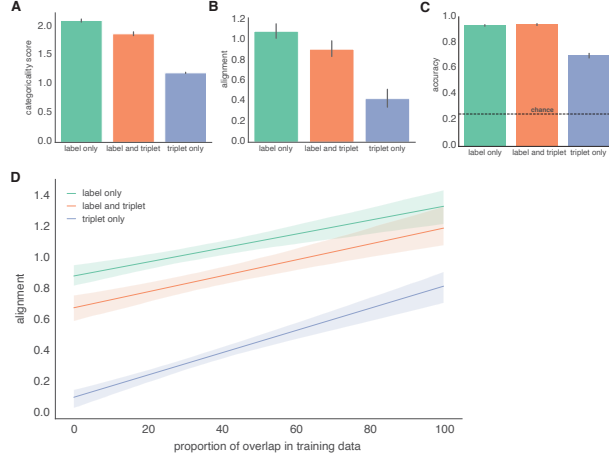 A
B
C
categoricality score
2.0
1.5
1.0
0.5
0.0
label only
label and triplet
triplet only
alignment
1.2
1.0
0.8
0.6
0.4
0.2
0.0
label only
label and triplet
triplet only
accuracy
1.0
0.8
0.6
0.4
0.2
0.0
chance
label only
label and triplet
triplet only
D
label only
label and triplet
triplet only
alignment
1.4
1.2
1.0
0.8
0.6
0.4
0.2
0.0
0
20
40
60
80
100
proportion of overlap in training data